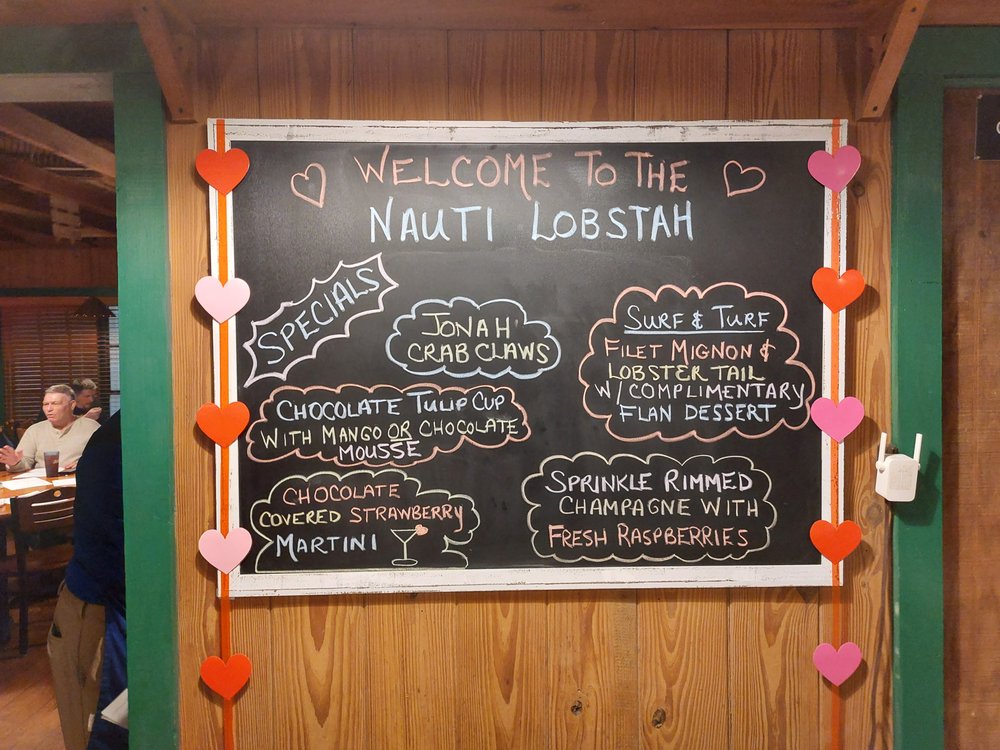 WELCOME TO THE
NAUTI LOBSTAH
SPECIALS
JONAH
CRAB CLAWS
SURF & TURF
FILET MIGNON &
LOBSTER TAIL
W/ COMPLIMENTARY
FLAN DESSERT
CHOCOLATE TULIP CUP
WITH MANGO OR CHOCOLATE
MOUSSE
CHOCOLATE
COVERED STRAWBERRY
MARTINI
SPRINKLE RIMMED
CHAMPAGNE WITH
FRESH RASPBERRIES